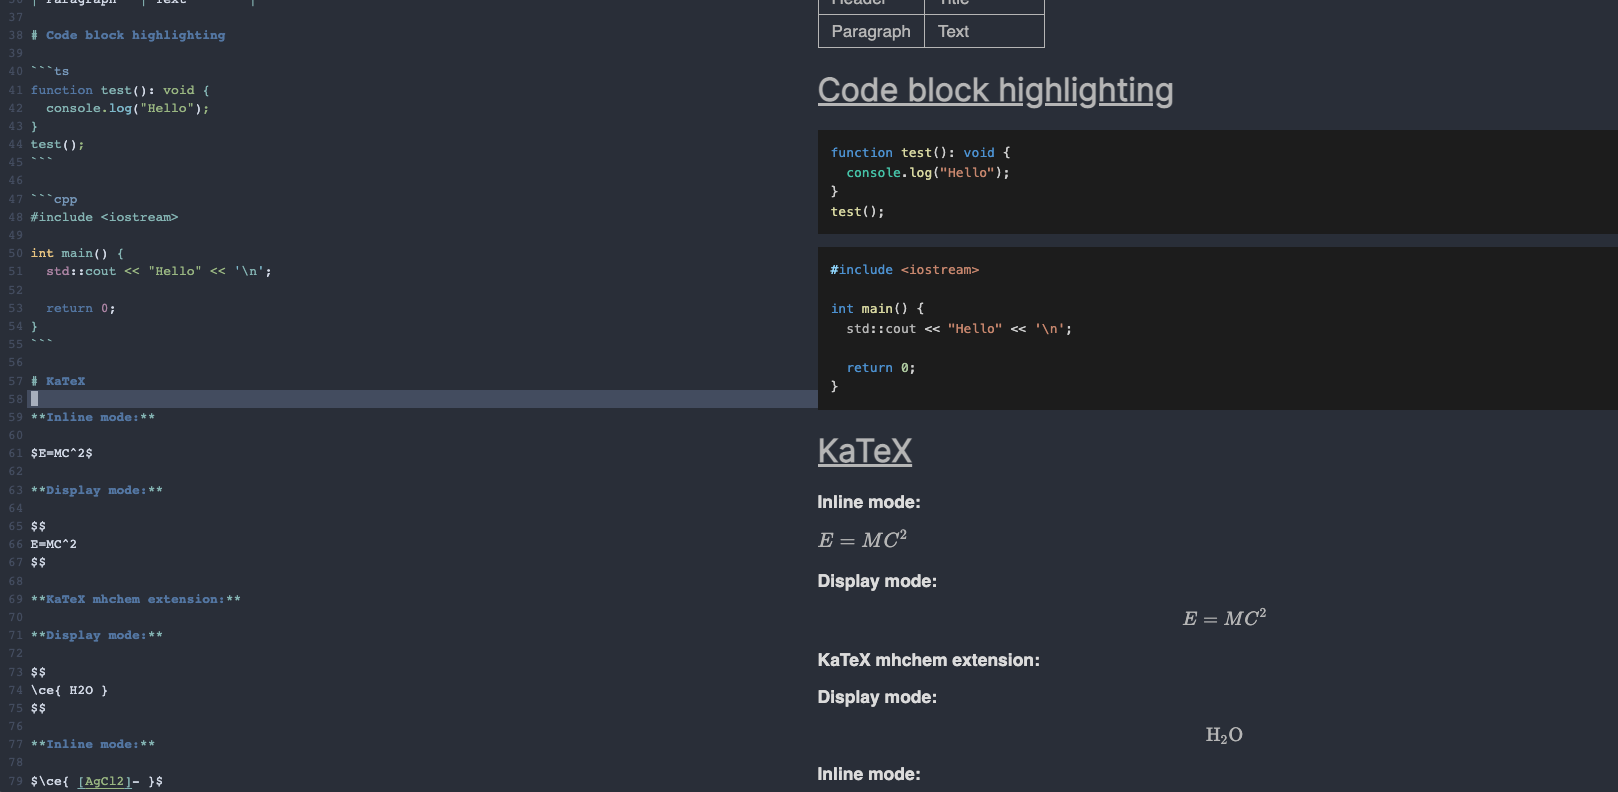 36 | Paragraph | Text |
37
38 # Code block highlighting
39
40 ```ts
41 function test(): void {
42 console.log("Hello");
43 }
44 test();
45 ```
46
47 ```cpp
48 #include <iostream>
49
50 int main() {
51 std::cout << "Hello" << '\n';
52
53 return 0;
54 }
55 ```
56
57 # KaTeX
58
59 **Inline mode:**
60
61 $E=MC^2$
62
63 **Display mode:**
64
65 $$
66 E=MC^2
67 $$
68
69 **KaTeX mhchem extension:**
70
71 **Display mode:**
72
73 $$
74 \ce{ H2O }
75 $$
76
77 **Inline mode:**
78
79 $\ce{ [AgCl2]- }$
Header Title
Paragraph Text
Code block highlighting
function test(): void {
console.log("Hello");
}
test();
#include <iostream>
int main() {
std::cout << "Hello" << '\n';
return 0;
}
KaTeX
Inline mode:
E = MC²
Display mode:
E = MC²
KaTeX mhchem extension:
Display mode:
H₂O
Inline mode: